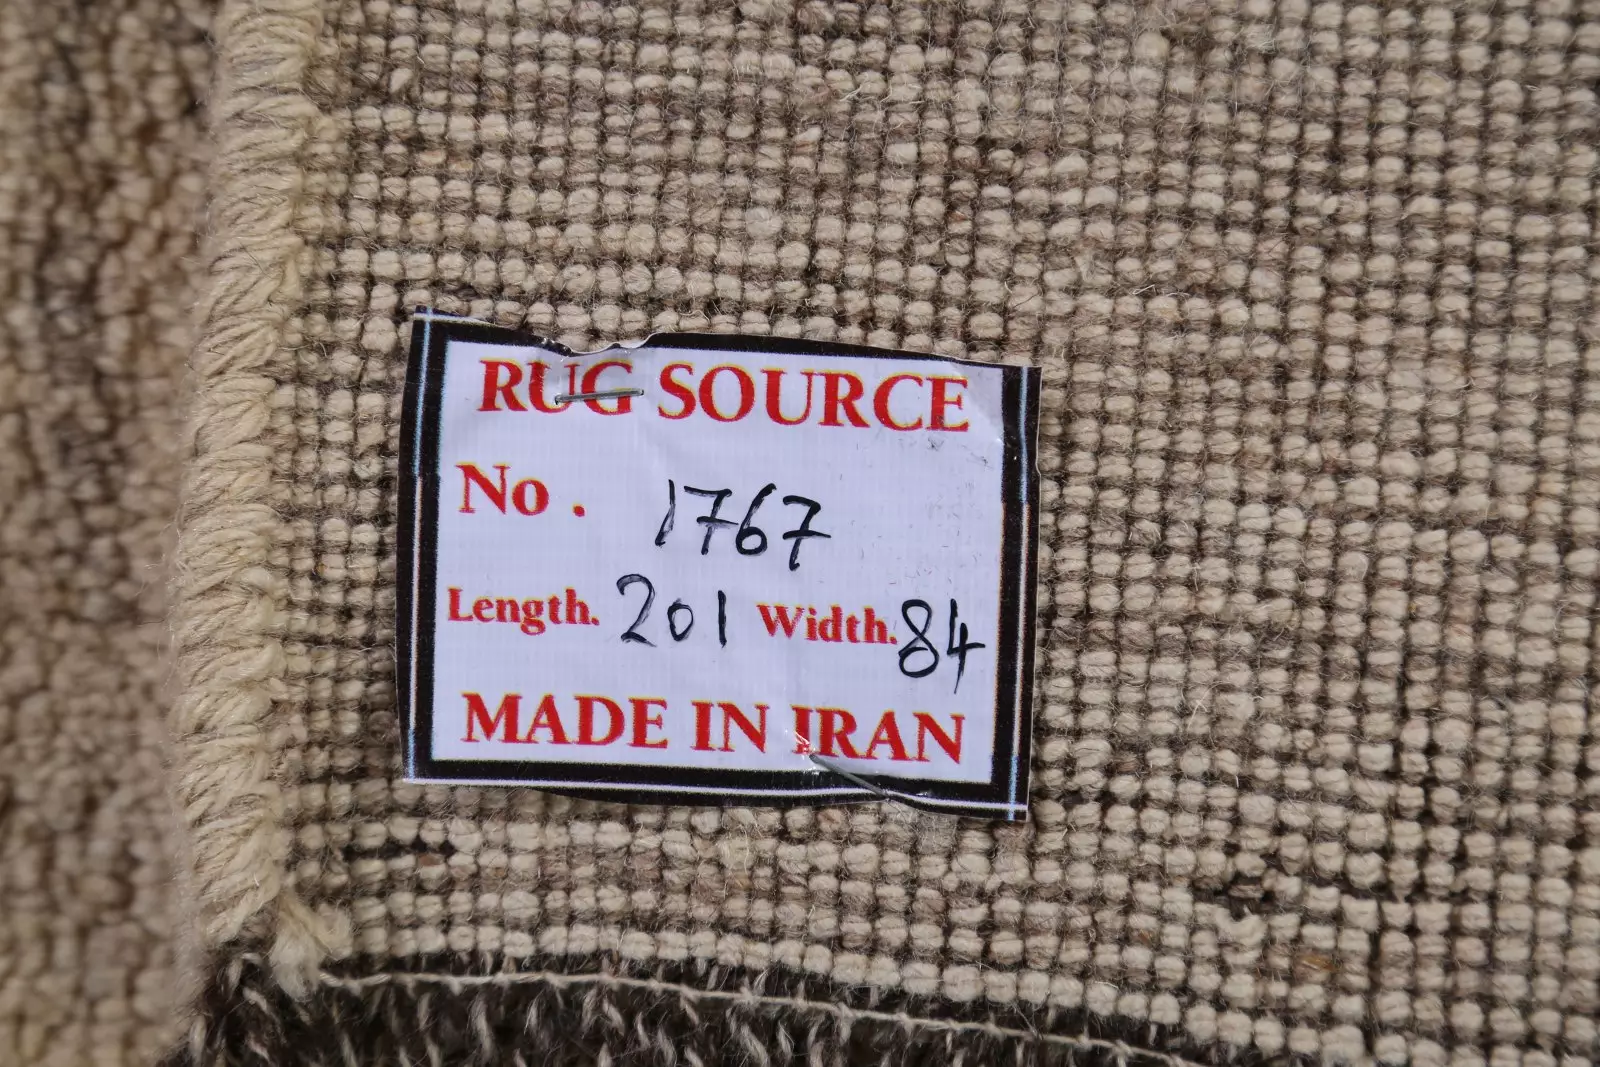 RUG SOURCE
No. 1767
Length. 201 Width. 84
MADE IN IRAN